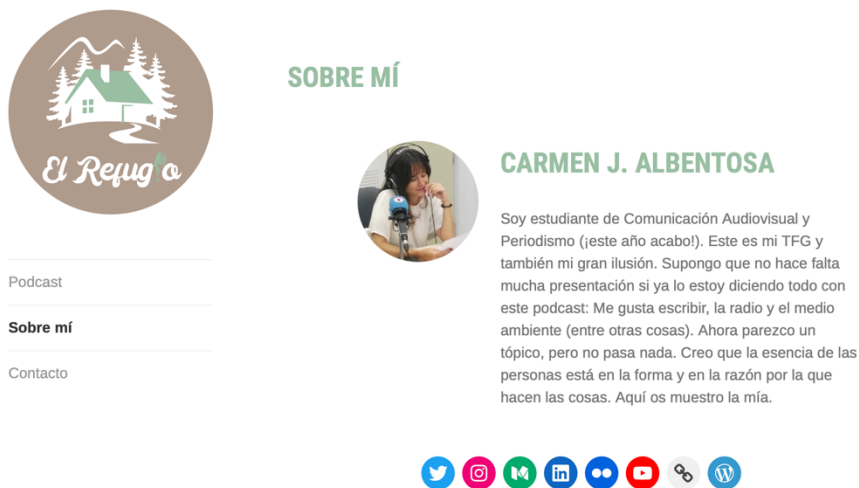 El Refugio
Podcast
Sobre mí
Contacto
SOBRE MÍ
CARMEN J. ALBENTOSA
Soy estudiante de Comunicación Audiovisual y
Periodismo (¡este año acabo!). Este es mi TFG y
también mi gran ilusión. Supongo que no hace falta
mucha presentación si ya lo estoy diciendo todo con
este podcast: Me gusta escribir, la radio y el medio
ambiente (entre otras cosas). Ahora parezco un
tópico, pero no pasa nada. Creo que la esencia de las
personas está en la forma y en la razón por la que
hacen las cosas. Aquí os muestro la mía.